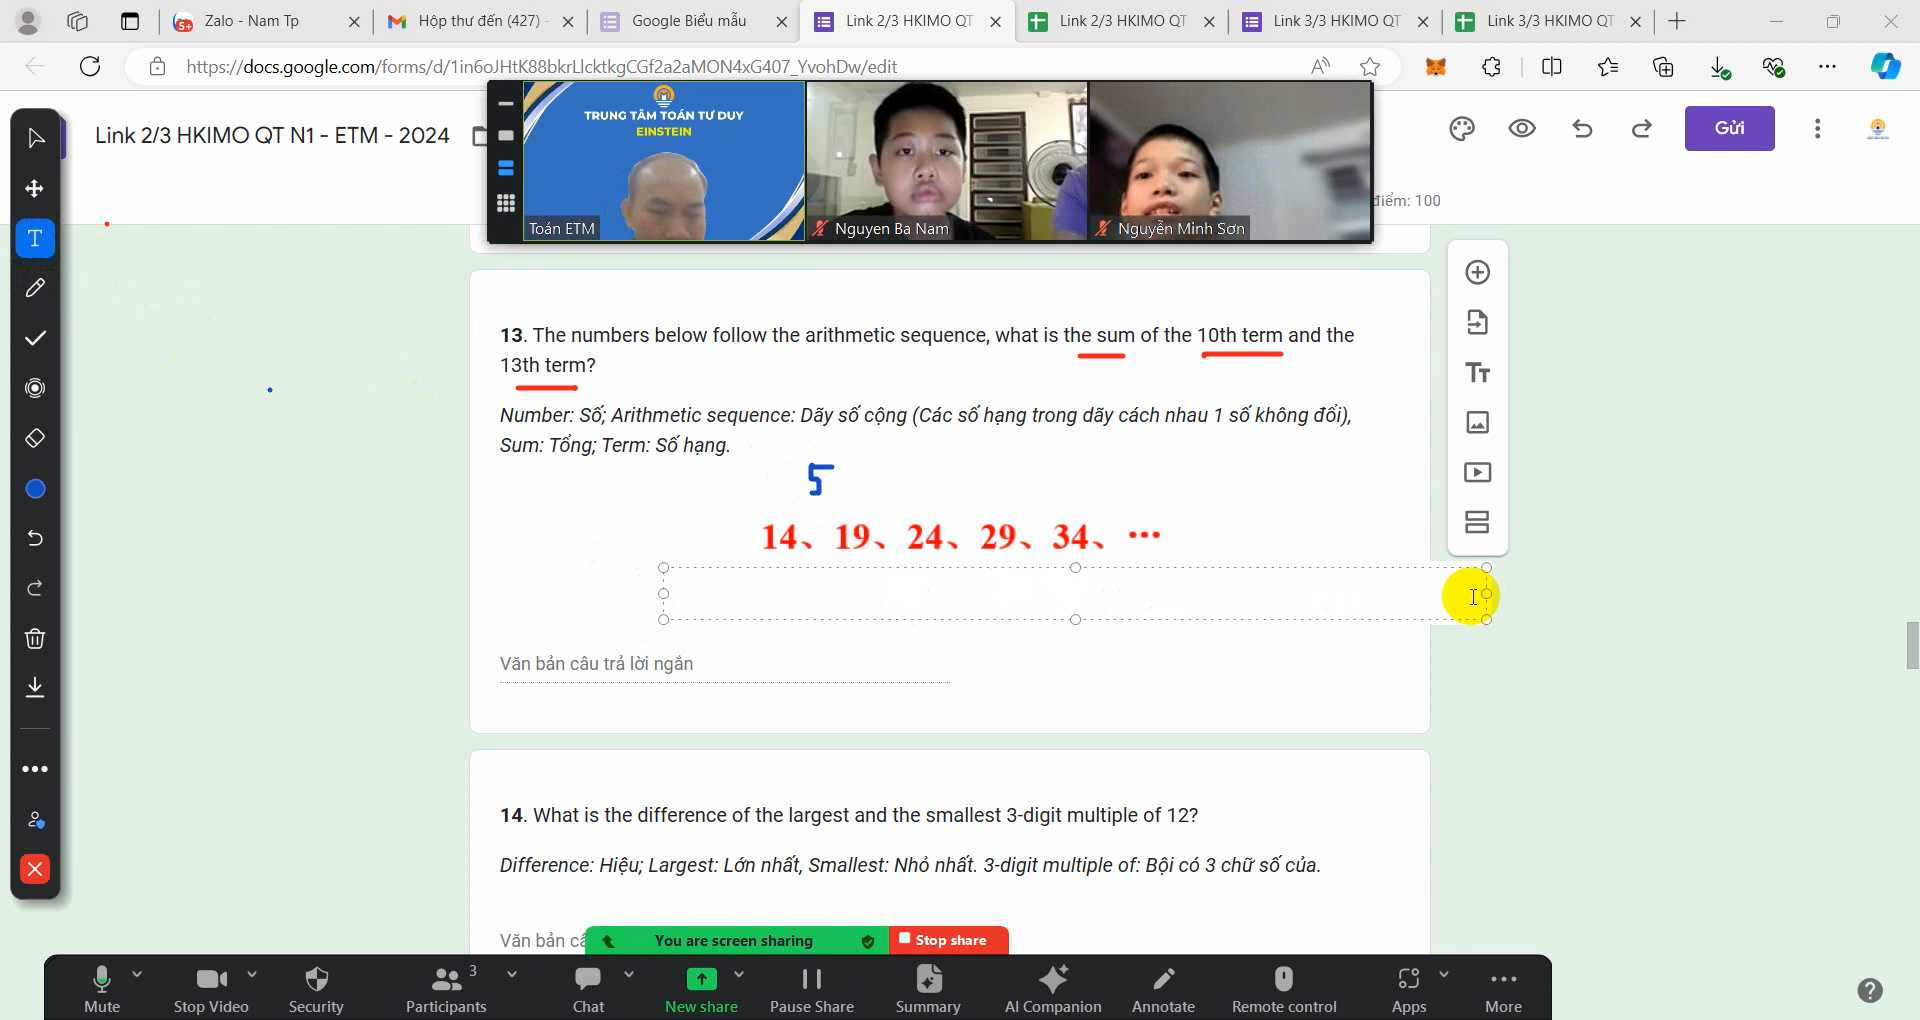 Zalo - Nam Tp
Hộp thư đến (427) -
Google Biểu mẫu
Link 2/3 HKIMO QT
Link 2/3 HKIMO QT
Link 3/3 HKIMO QT
Link 3/3 HKIMO QT
https://docs.google.com/forms/d/1in6oJHtK88bkrLlcktkgCGf2a2aMON4xG407_YvohDw/edit
Link 2/3 HKIMO QT N1 - ETM - 2024
TRUNG TÂM TOÁN TƯ DUY
EINSTEIN
Toán ETM
Nguyen Ba Nam
Nguyễn Minh Sơn
Gửi
điểm: 100
13. The numbers below follow the arithmetic sequence, what is the sum of the 10th term and the
13th term?
Number: Số; Arithmetic sequence: Dãy số cộng (Các số hạng trong dãy cách nhau 1 số không đổi),
Sum: Tổng; Term: Số hạng.
5
14、19、24、29、34、…
Văn bản câu trả lời ngắn
14. What is the difference of the largest and the smallest 3-digit multiple of 12?
Difference: Hiệu; Largest: Lớn nhất, Smallest: Nhỏ nhất. 3-digit multiple of: Bội có 3 chữ số của.
Văn bản câ
You are screen sharing
Stop share
Mute
Stop Video
Security
Participants
3
Chat
New share
Pause Share
Summary
AI Companion
Annotate
Remote control
Apps
More